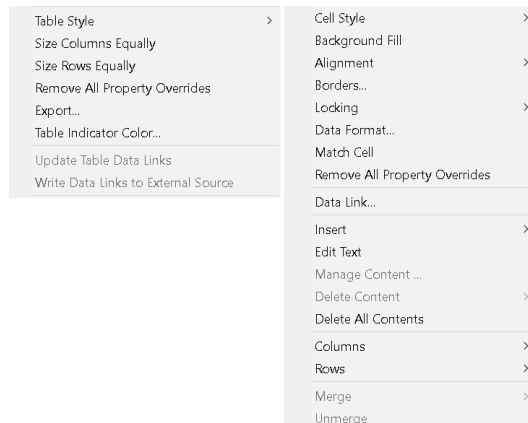 Table Style
Size Columns Equally
Size Rows Equally
Remove All Property Overrides
Export...
Table Indicator Color...
Update Table Data Links
Write Data Links to External Source
Cell Style
Background Fill
Alignment
Borders...
Locking
Data Format...
Match Cell
Remove All Property Overrides
Data Link...
Insert
Edit Text
Manage Content ...
Delete Content
Delete All Contents
Columns
Rows
Merge
Unmerge